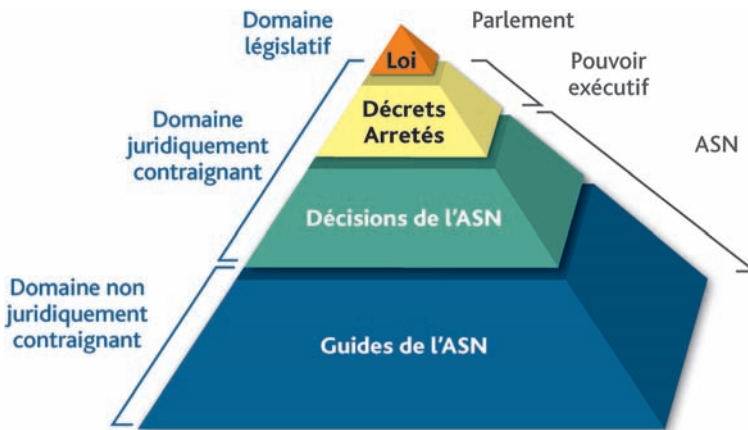 Domaine
législatif
Parlement
Loi
Pouvoir
exécutif
Domaine
juridiquement
contraignant
Décrets
Arretés
ASN
Décisions de l'ASN
Domaine non
juridiquement
contraignant
Guides de l'ASN